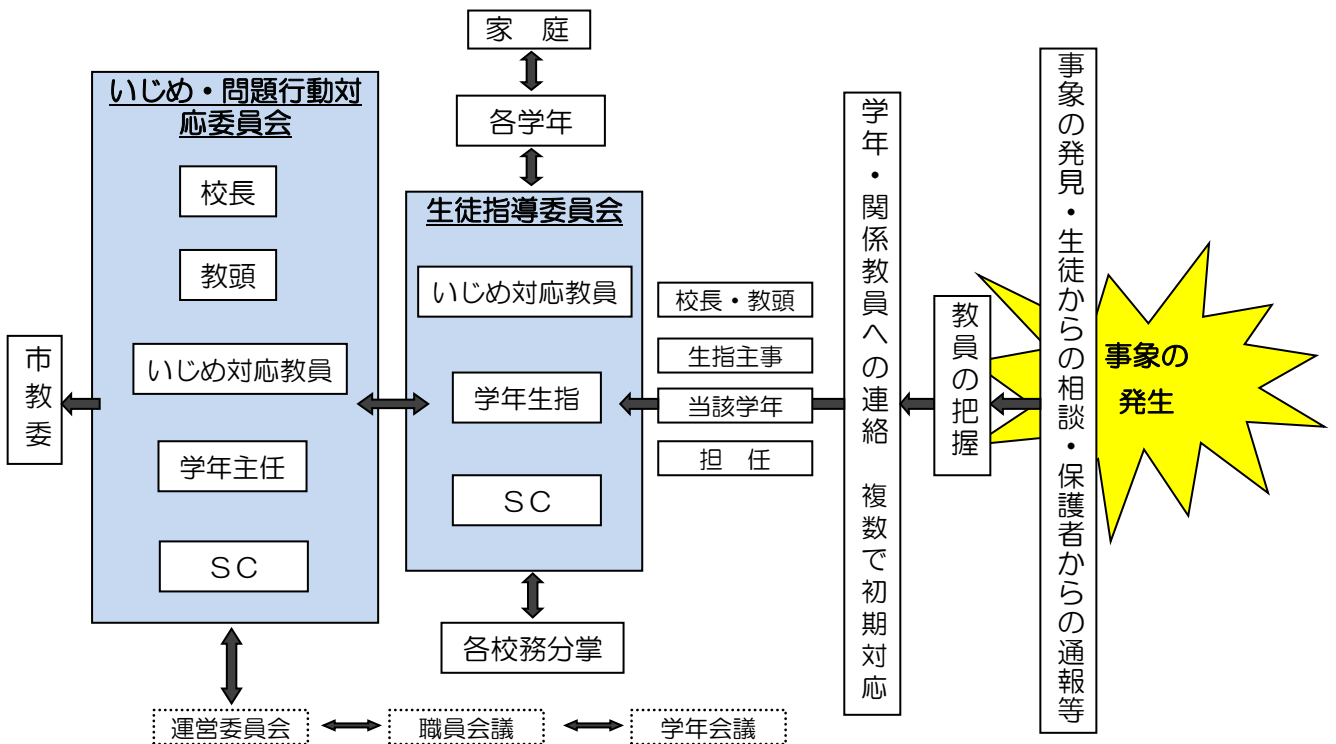 家　庭
各学年
いじめ・問題行動対
応委員会
校長
教頭
いじめ対応教員
学年主任
ＳＣ
市教委
生徒指導委員会
いじめ対応教員
学年生指
ＳＣ
各校務分掌
校長・教頭
生指主事
当該学年
担　任
学年・関係教員への連絡　複数で初期対応
教員の把握
事象の発見・生徒からの相談・保護者からの通報等
事象の
発生
運営委員会
職員会議
学年会議